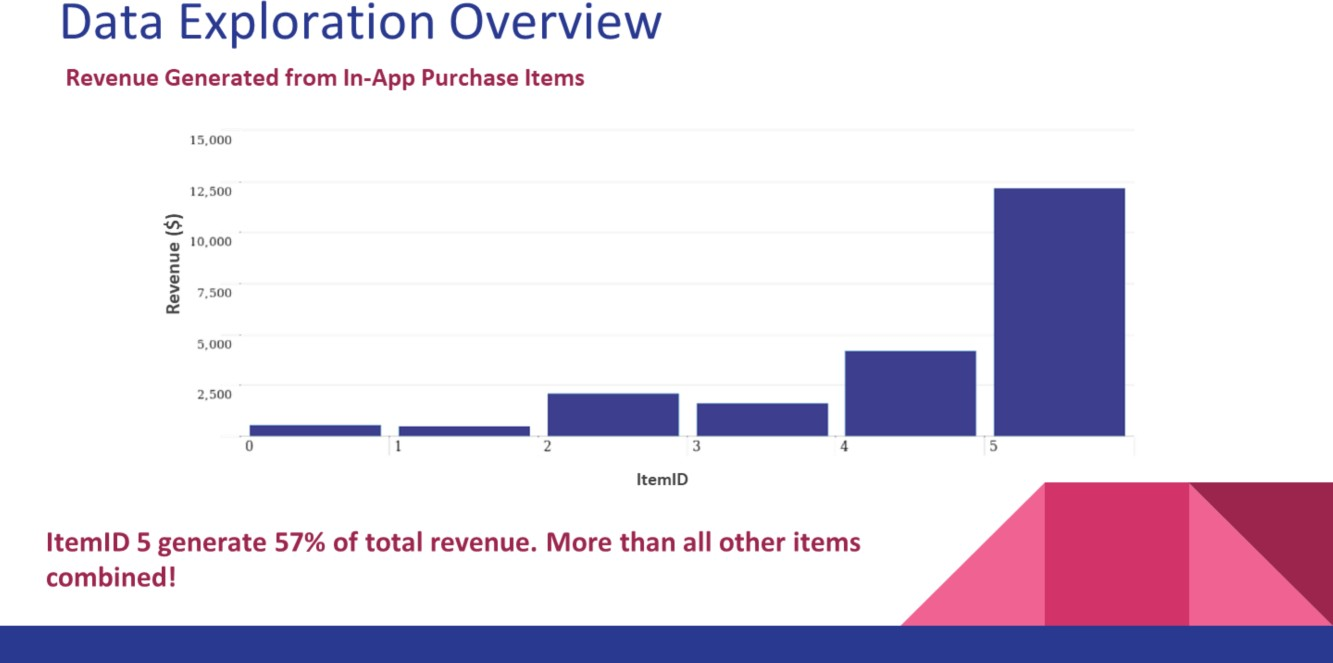 Data Exploration Overview
Revenue Generated from In-App Purchase Items
15,000
12,500
10,000
7,500
5,000
2,500
Revenue ($)
0 1 2 3 4 5
ItemID
ItemID 5 generate 57% of total revenue. More than all other items
combined!